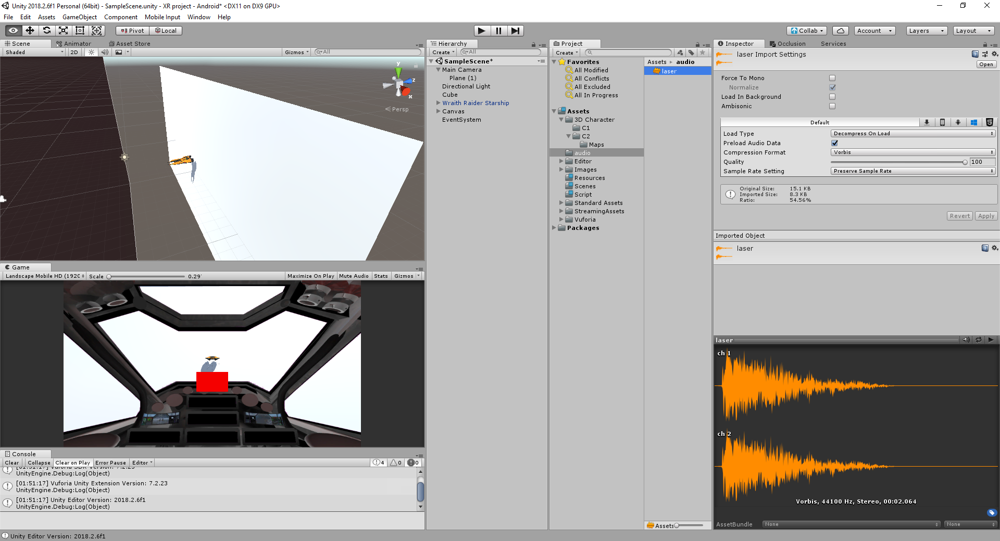 Unity 2018.2.6f1 Personal (64bit) - SampleScene.unity - XR project - Android* <DX11 on DX9 GPU>
File Edit Assets GameObject Component Mobile Input Window Help
Pivot Local Collab Account Layers Layout
Scene Animator Asset Store
Shaded 2D Gizmos All
y
z
x
Persp
Game
Landscape Mobile HD (192C Scale 0.29 Maximize On Play Mute Audio Stats Gizmos
Console
Clear Collapse Clear on Play Error Pause Editor 4 0 0
[01:51:17] Vuforia SDK Version: 7.2.23
UnityEngine.Debug:Log(Object)
[01:51:17] Vuforia Unity Extension Version: 7.2.23
UnityEngine.Debug:Log(Object)
[01:51:17] Unity Editor Version: 2018.2.6f1
UnityEngine.Debug:Log(Object)
Unity Editor Version: 2018.2.6f1
Hierarchy
Create All
SampleScene*
Main Camera
Plane (1)
Directional Light
Cube
Wraith Raider Starship
Canvas
EventSystem
Project
Create
Favorites
All Modified
All Conflicts
All Excluded
All In Progress
Assets
3D Character
C1
C2
Maps
audio
Editor
Images
Resources
Scenes
Script
Standard Assets
StreamingAssets
Vuforia
Packages
Assets audio
laser
Assets
Inspector Occlusion Services
laser Import Settings
Open
Force To Mono
Normalize
Load In Background
Ambisonic
Default
Load Type Decompress On Load
Preload Audio Data
Compression Format Vorbis
Quality 100
Sample Rate Setting Preserve Sample Rate
Original Size: 15.1 KB
Imported Size: 8.3 KB
Ratio: 54.56%
Revert Apply
Imported Object
laser
laser
ch 1
ch 2
Vorbis, 44100 Hz, Stereo, 00:02.064
AssetBundle None None